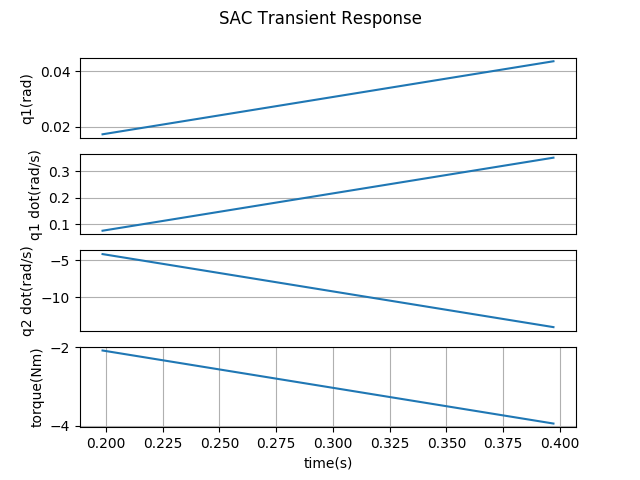 SAC Transient Response
q1(rad)
0.04
0.02
q1 dot(rad/s)
0.3
0.2
0.1
q2 dot(rad/s)
−5
−10
torque(Nm)
−2
−4
0.200 0.225 0.250 0.275 0.300 0.325 0.350 0.375 0.400
time(s)